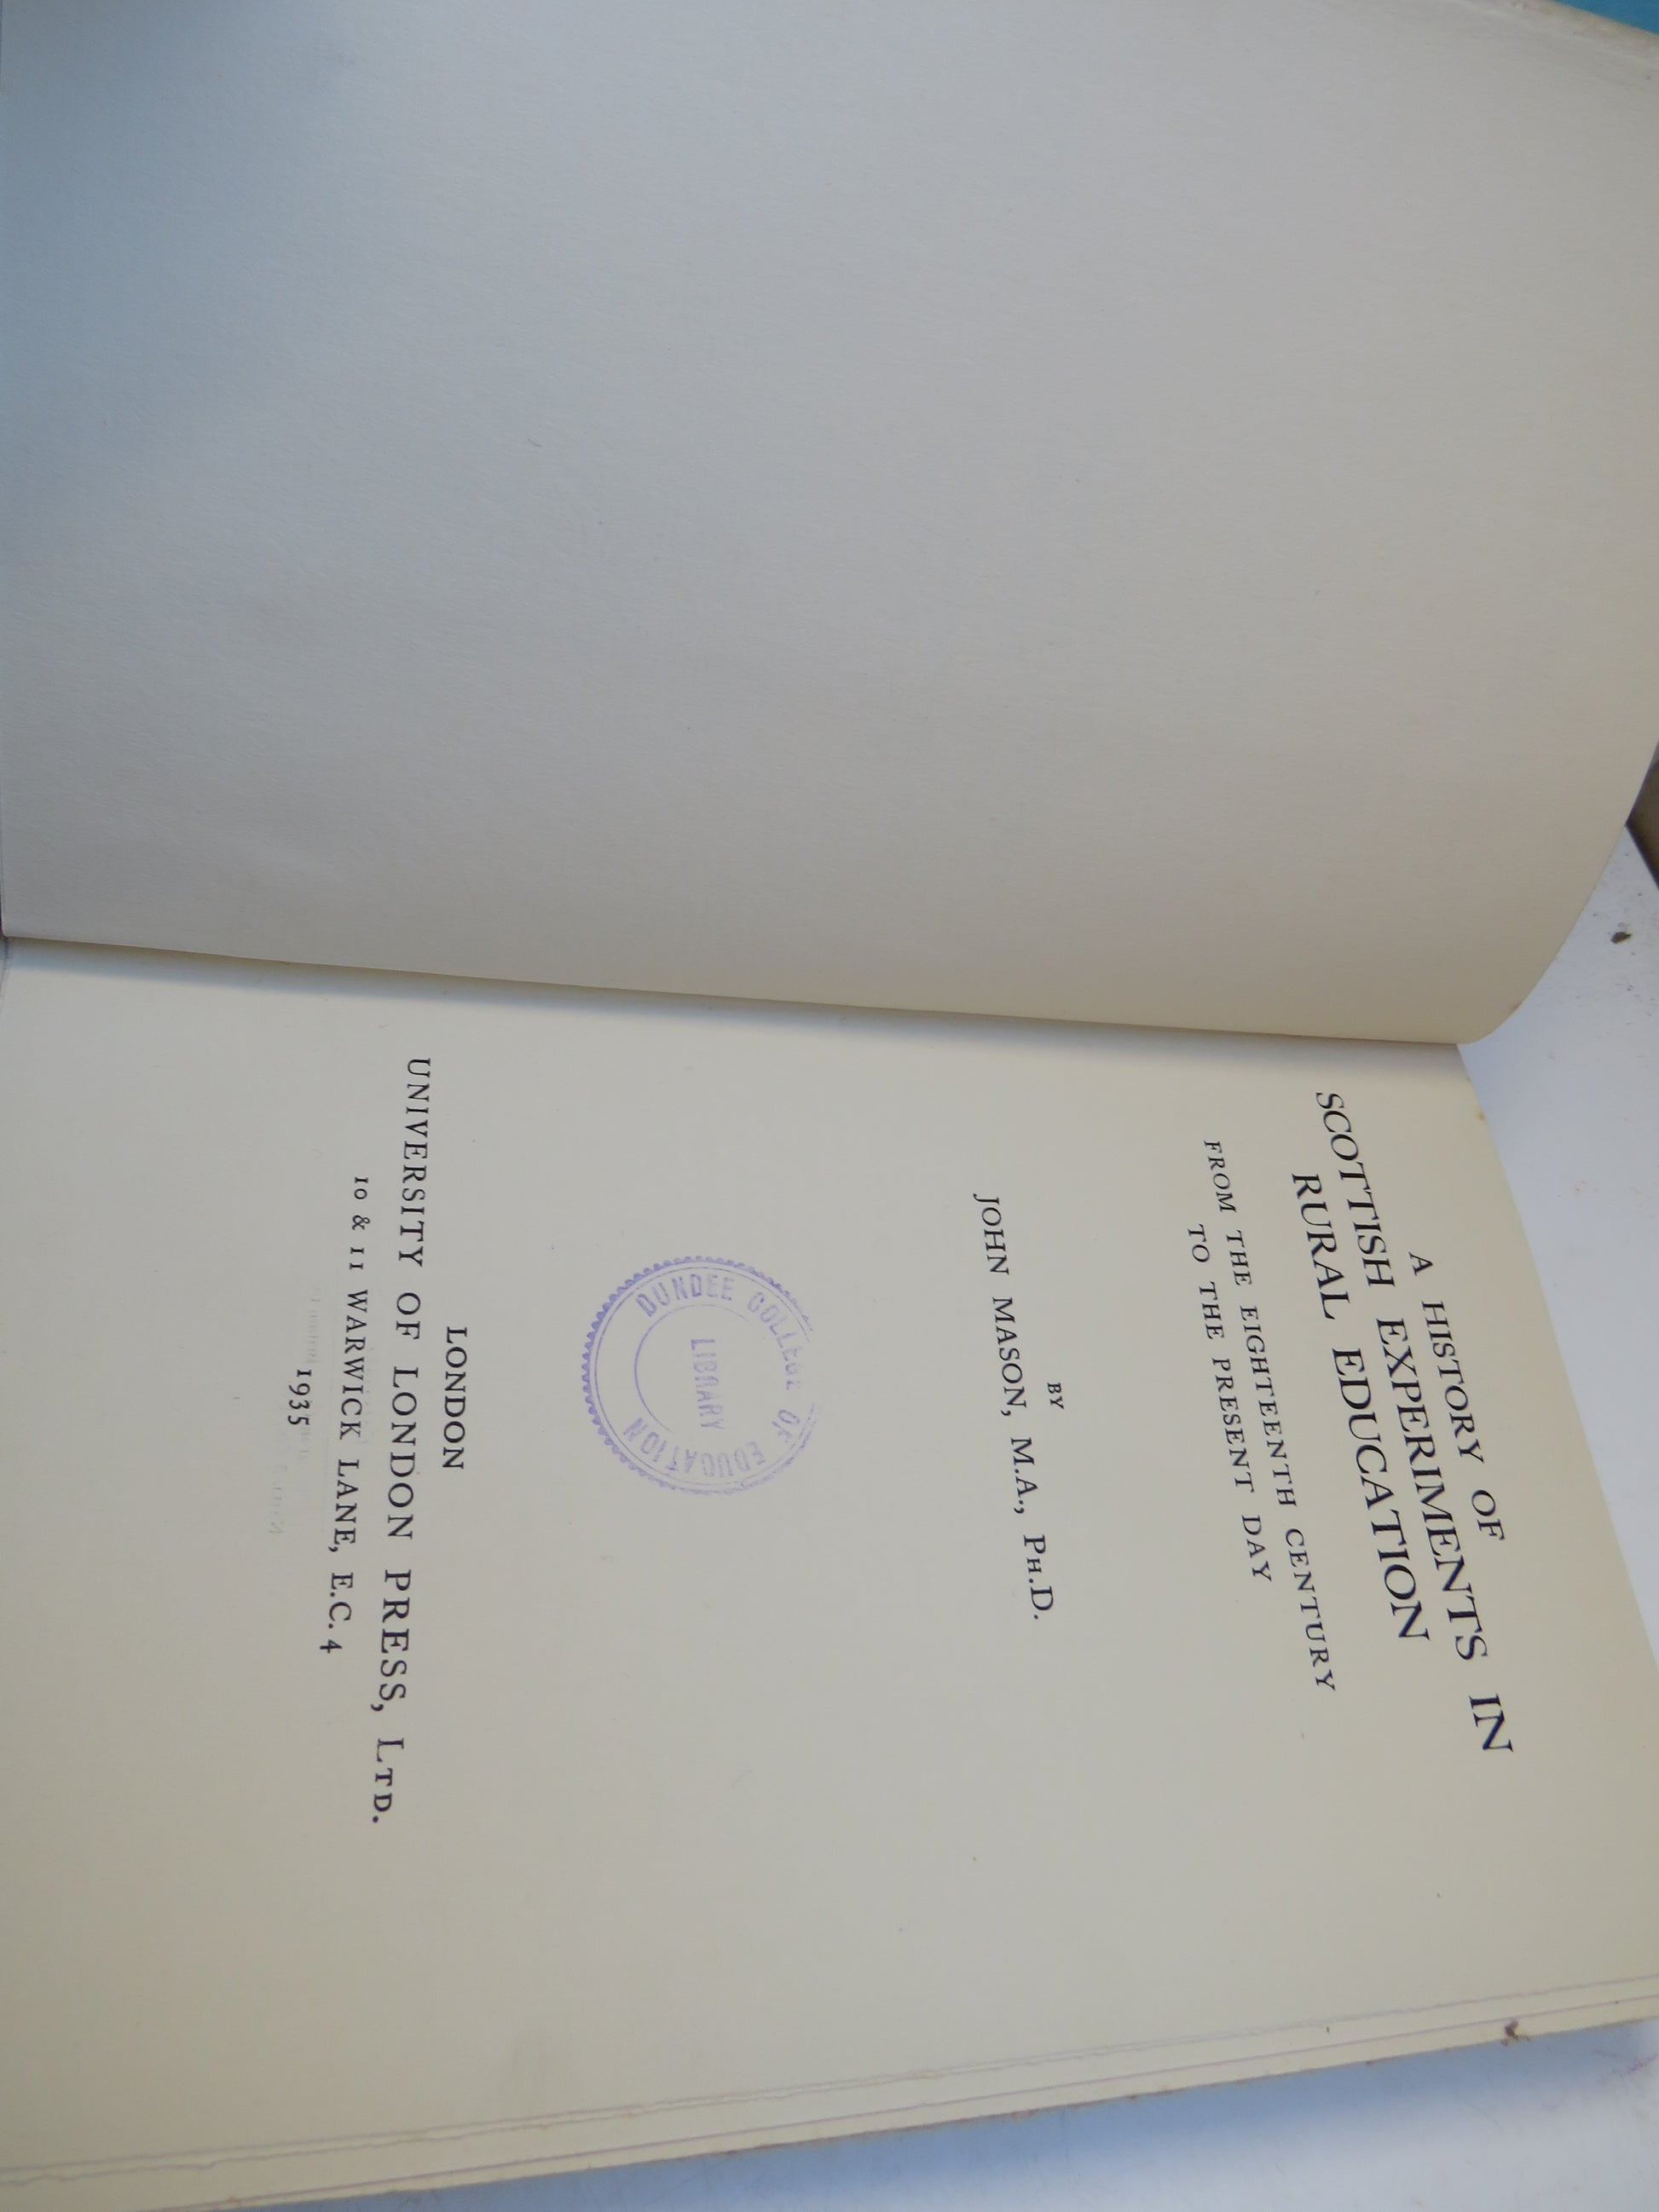 A HISTORY OF
SCOTTISH EXPERIMENTS IN
RURAL EDUCATION
FROM THE EIGHTEENTH CENTURY
TO THE PRESENT DAY
BY
JOHN MASON, M.A., PH.D.
DUNDEE COLLEGE OF EDUCATION
LIBRARY
LONDON
UNIVERSITY OF LONDON PRESS, LTD.
10 & 11 WARWICK LANE, E.C. 4
1935